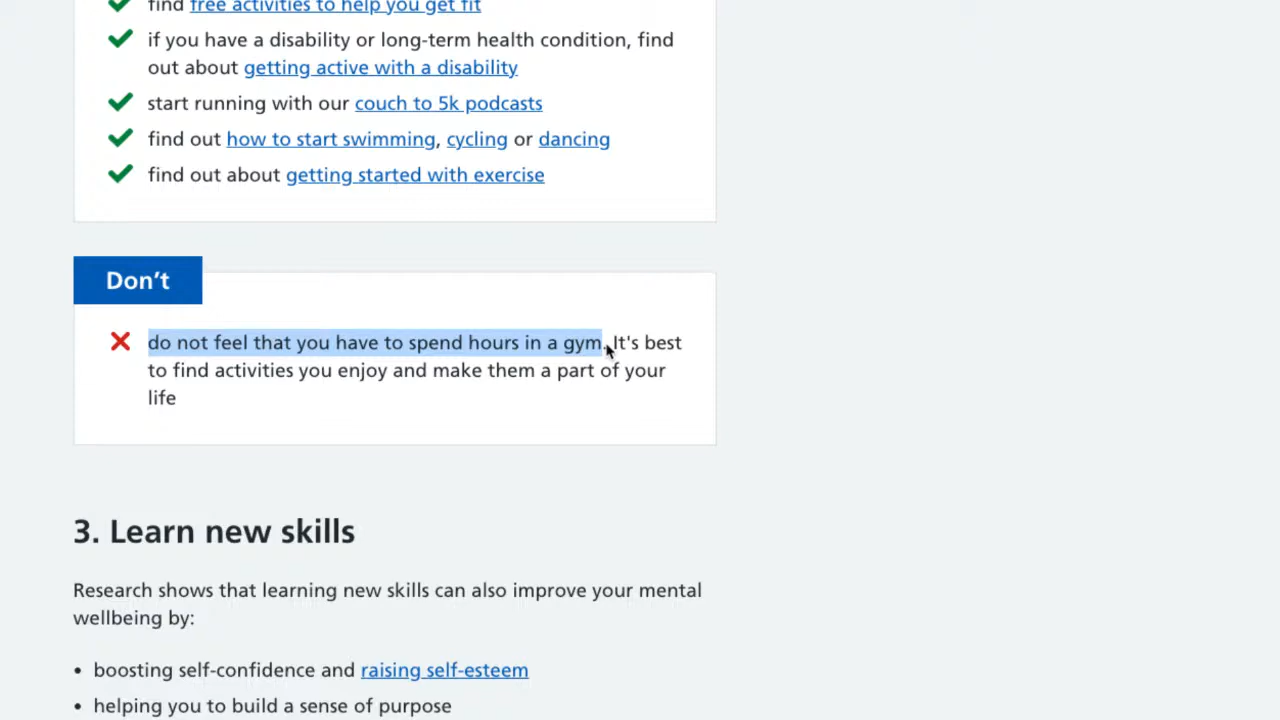 find free activities to help you get fit
if you have a disability or long-term health condition, find
out about getting active with a disability
start running with our couch to 5k podcasts
find out how to start swimming, cycling or dancing
find out about getting started with exercise
Don’t
do not feel that you have to spend hours in a gym. It's best
to find activities you enjoy and make them a part of your
life
3. Learn new skills
Research shows that learning new skills can also improve your mental
wellbeing by:
• boosting self-confidence and raising self-esteem
• helping you to build a sense of purpose